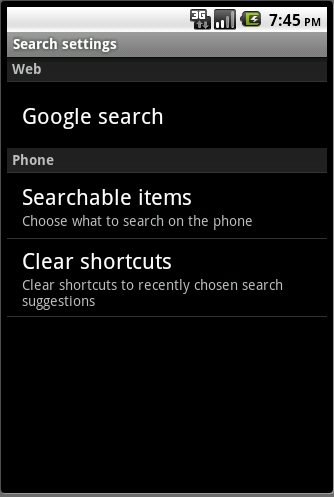 3G 7:45 PM
Search settings
Web
Google search
Phone
Searchable items
Choose what to search on the phone
Clear shortcuts
Clear shortcuts to recently chosen search
suggestions